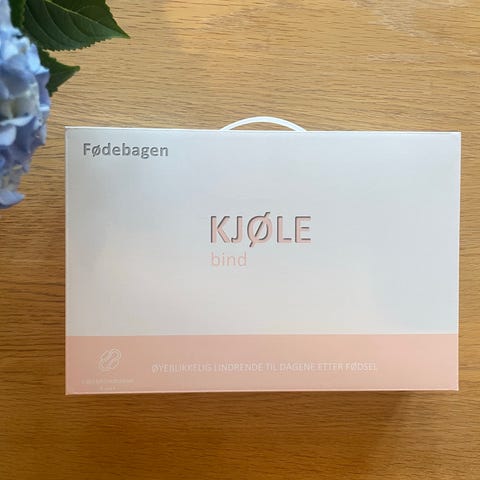 Fødebagen
KJØLE
bind
ØYEBLIKKELIG LINDRENDE TIL DAGENE ETTER FØDSEL